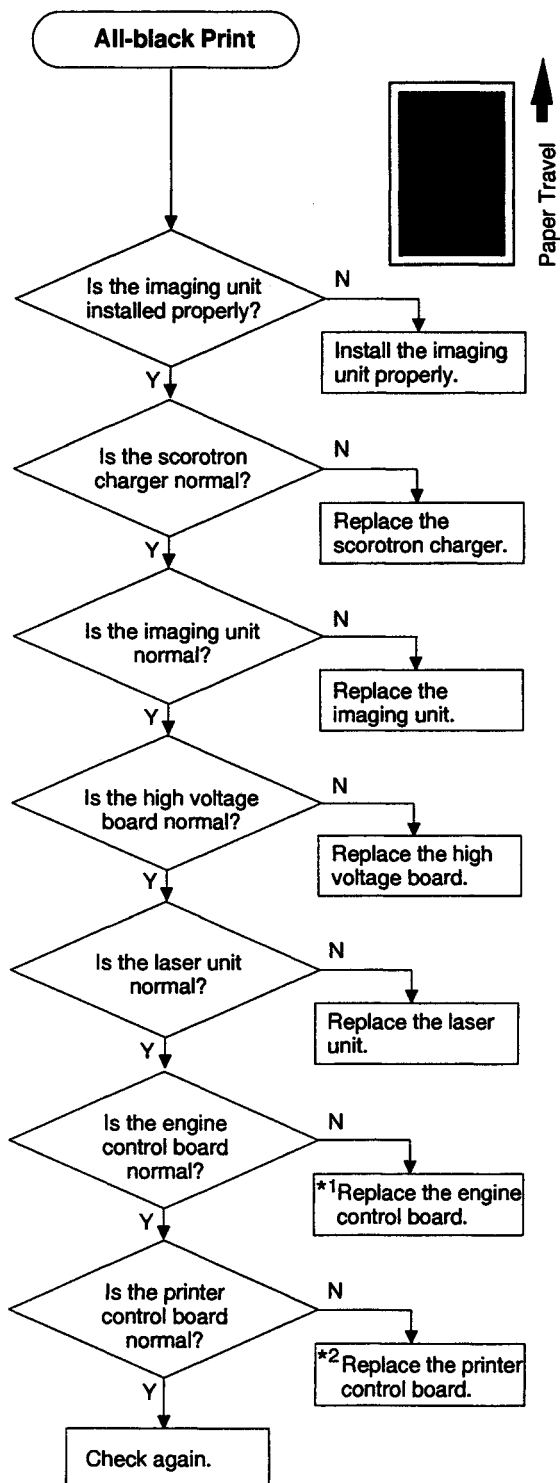 All-black Print
Paper Travel
Is the imaging unit
installed properly?
N
Install the imaging
unit properly.
Y
Is the scorotron
charger normal?
N
Replace the
scorotron charger.
Y
Is the imaging unit
normal?
N
Replace the
imaging unit.
Y
Is the high voltage
board normal?
N
Replace the high
voltage board.
Y
Is the laser unit
normal?
N
Replace the laser
unit.
Y
Is the engine
control board
normal?
N
*1 Replace the engine
control board.
Y
Is the printer
control board
normal?
N
*2 Replace the printer
control board.
Y
Check again.